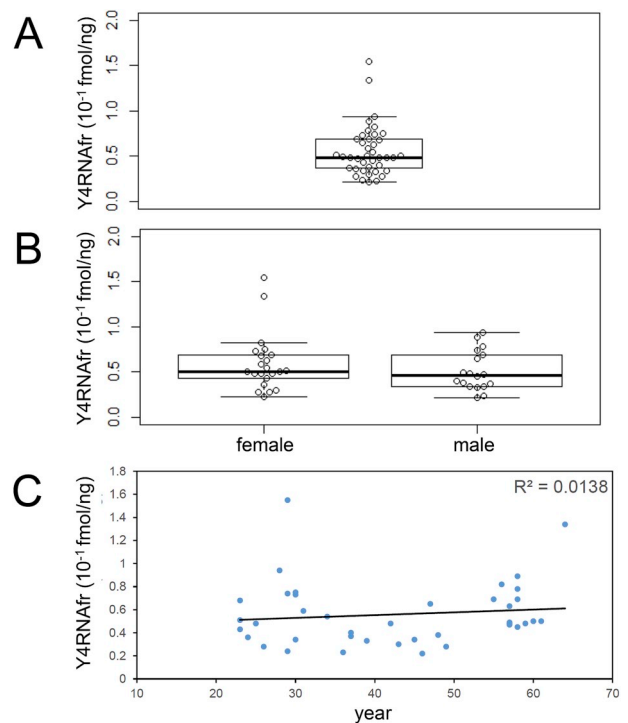 A
Y4RNAfr (10⁻¹ fmol/ng)
2.0
1.5
1.0
0.5
0.0
B
Y4RNAfr (10⁻¹ fmol/ng)
2.0
1.5
1.0
0.5
0.0
female male
C
Y4RNAfr (10⁻¹ fmol/ng)
R² = 0.0138
1.8
1.6
1.4
1.2
1
0.8
0.6
0.4
0.2
0
10 20 30 40 50 60 70
year